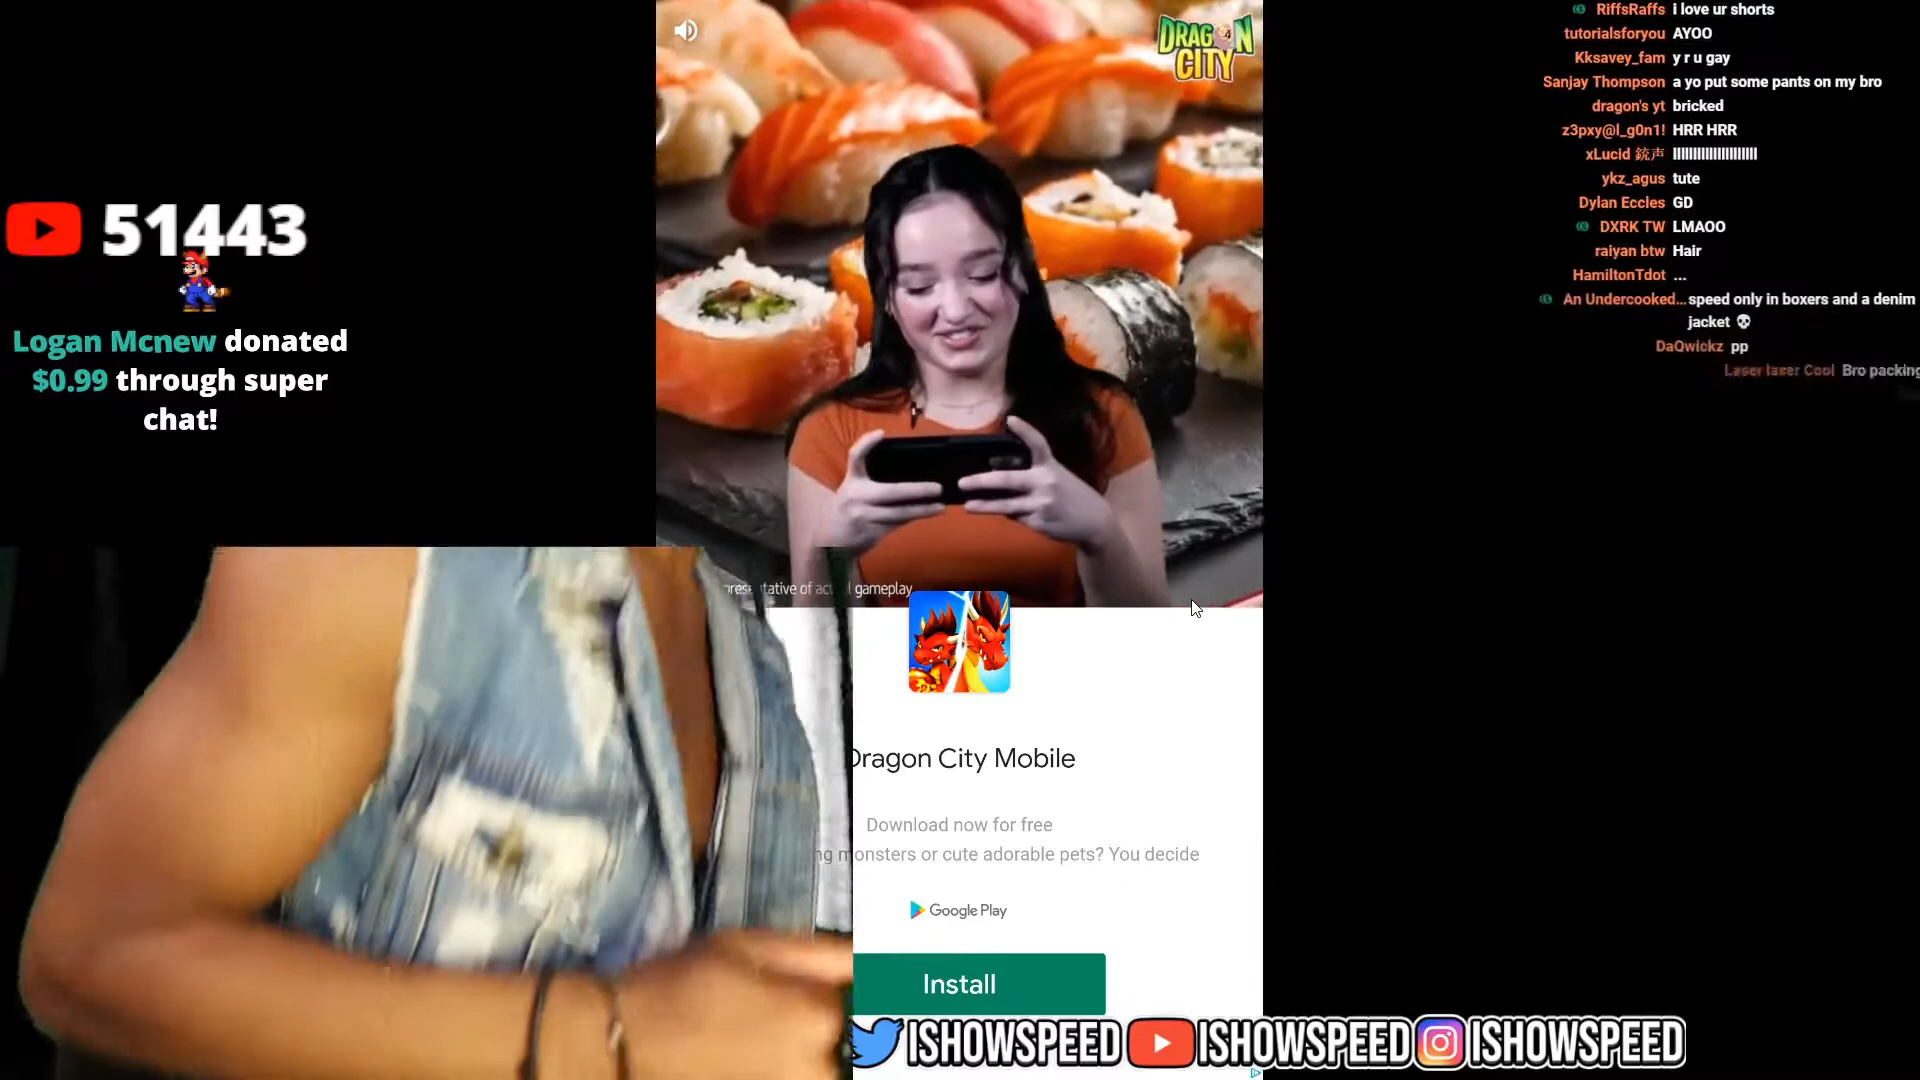 51443
Logan Mcnew donated
$0.99 through super
chat!
DRAGON
CITY
tative of
gameplay
Dragon City Mobile
Download now for free
monsters or cute adorable pets? You decide
Google Play
Install
ISHOWSPEED ISHOWSPEED ISHOWSPEED
RiffsRaffs i love ur shorts
tutorialsforyou AYOO
Kksavey_fam y r u gay
Sanjay Thompson a yo put some pants on my bro
dragon's yt bricked
z3pxy@l_g0n1! HRR HRR
xLucid 銃声 llllllllllllllllllll
ykz_agus tute
Dylan Eccles GD
DXRK TW LMAOO
raiyan btw Hair
HamiltonTdot ...
An Undercooked... speed only in boxers and a denim
jacket 💀
DaQwickz pp
Laser laser Cool Bro packing